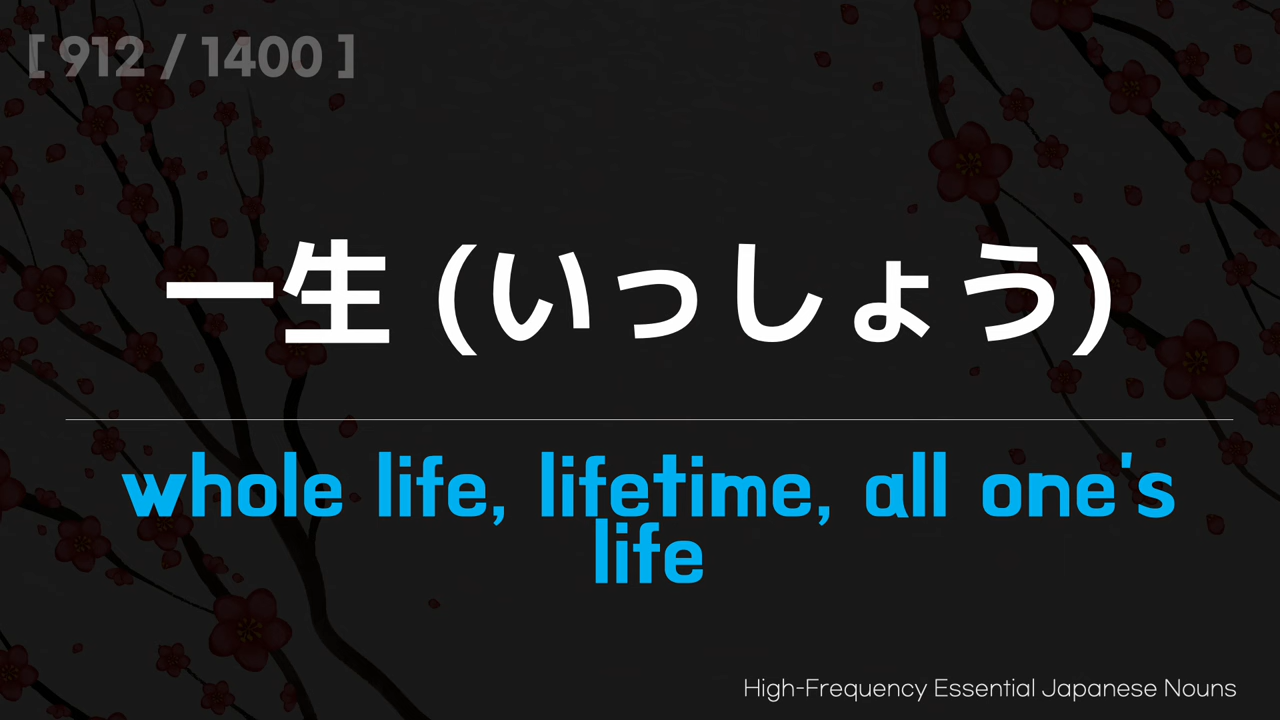 [ 912 / 1400 ]
一生 (いっしょう)
whole life, lifetime, all one's
life
High-Frequency Essential Japanese Nouns